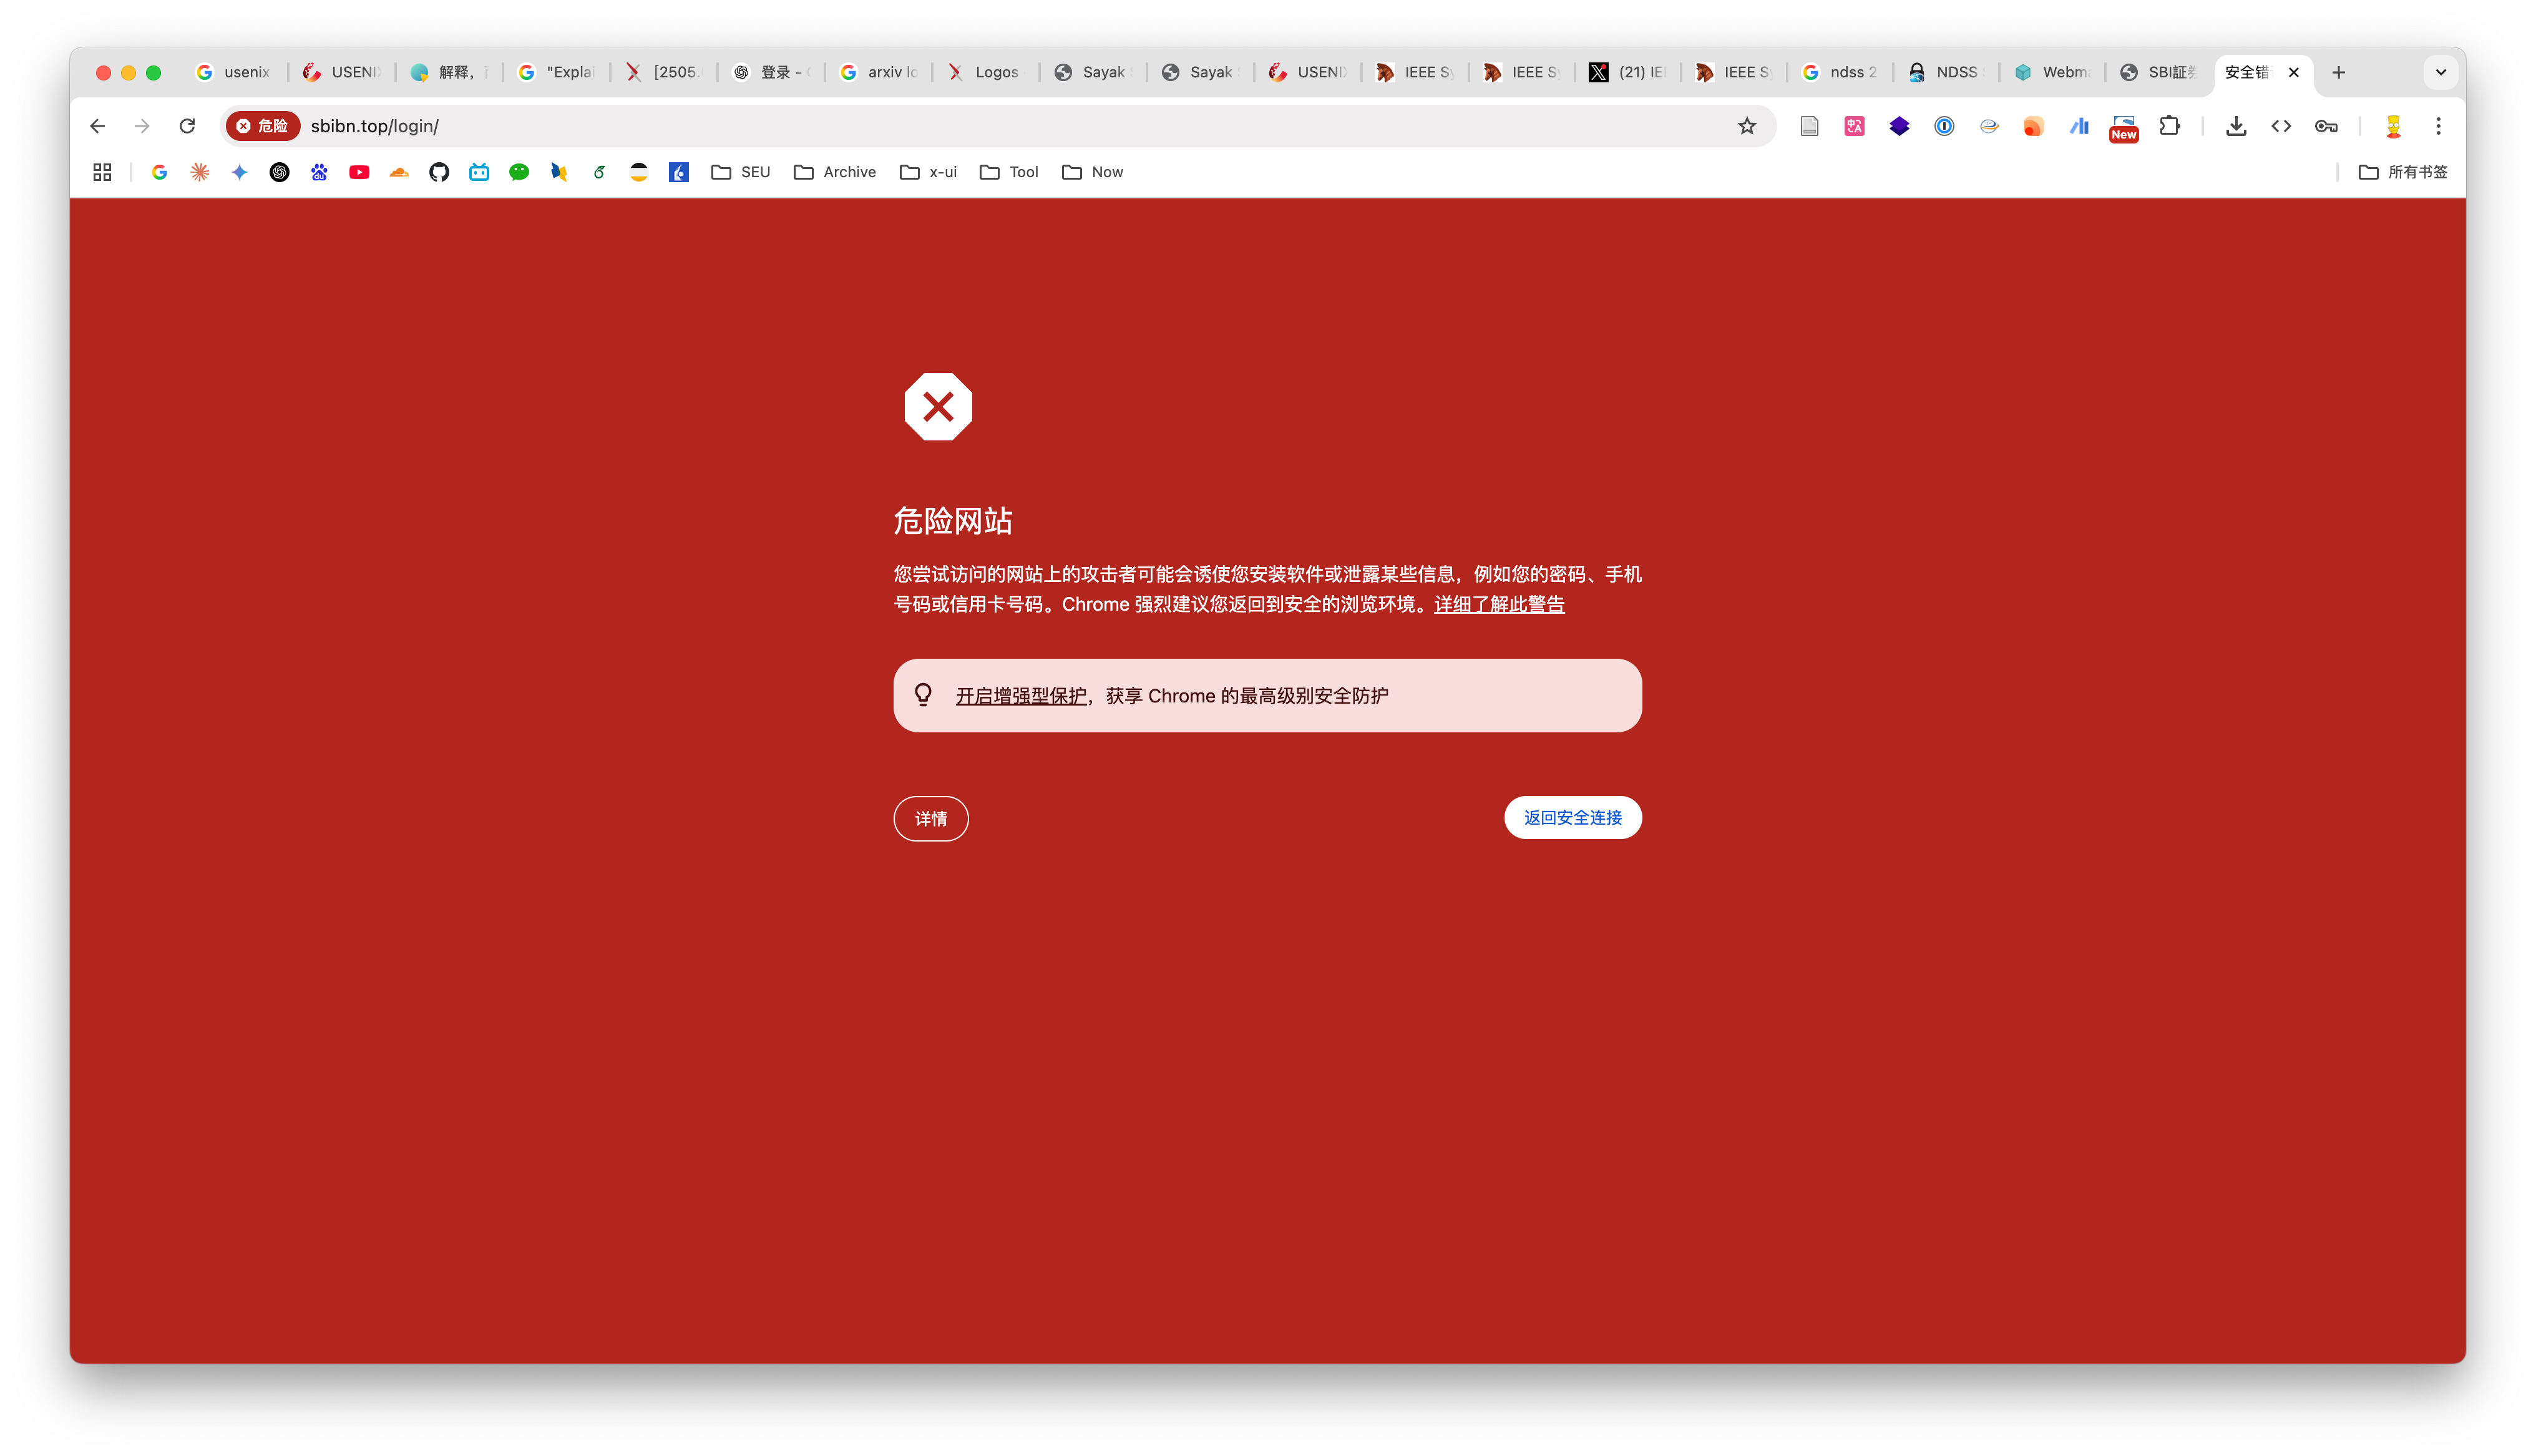 usenix
USENI
解释，
"Explai
[2505.
登录 -
arxiv lo
Logos
Sayak
Sayak
USENI
IEEE Sy
IEEE S
(21) IE
IEEE Sy
ndss 2
NDSS
Webma
SBI証券
安全错
危险
sbibn.top/login/
New
SEU
Archive
x-ui
Tool
Now
所有书签
危险网站
您尝试访问的网站上的攻击者可能会诱使您安装软件或泄露某些信息，例如您的密码、手机
号码或信用卡号码。Chrome 强烈建议您返回到安全的浏览环境。详细了解此警告
开启增强型保护，获享 Chrome 的最高级别安全防护
详情
返回安全连接